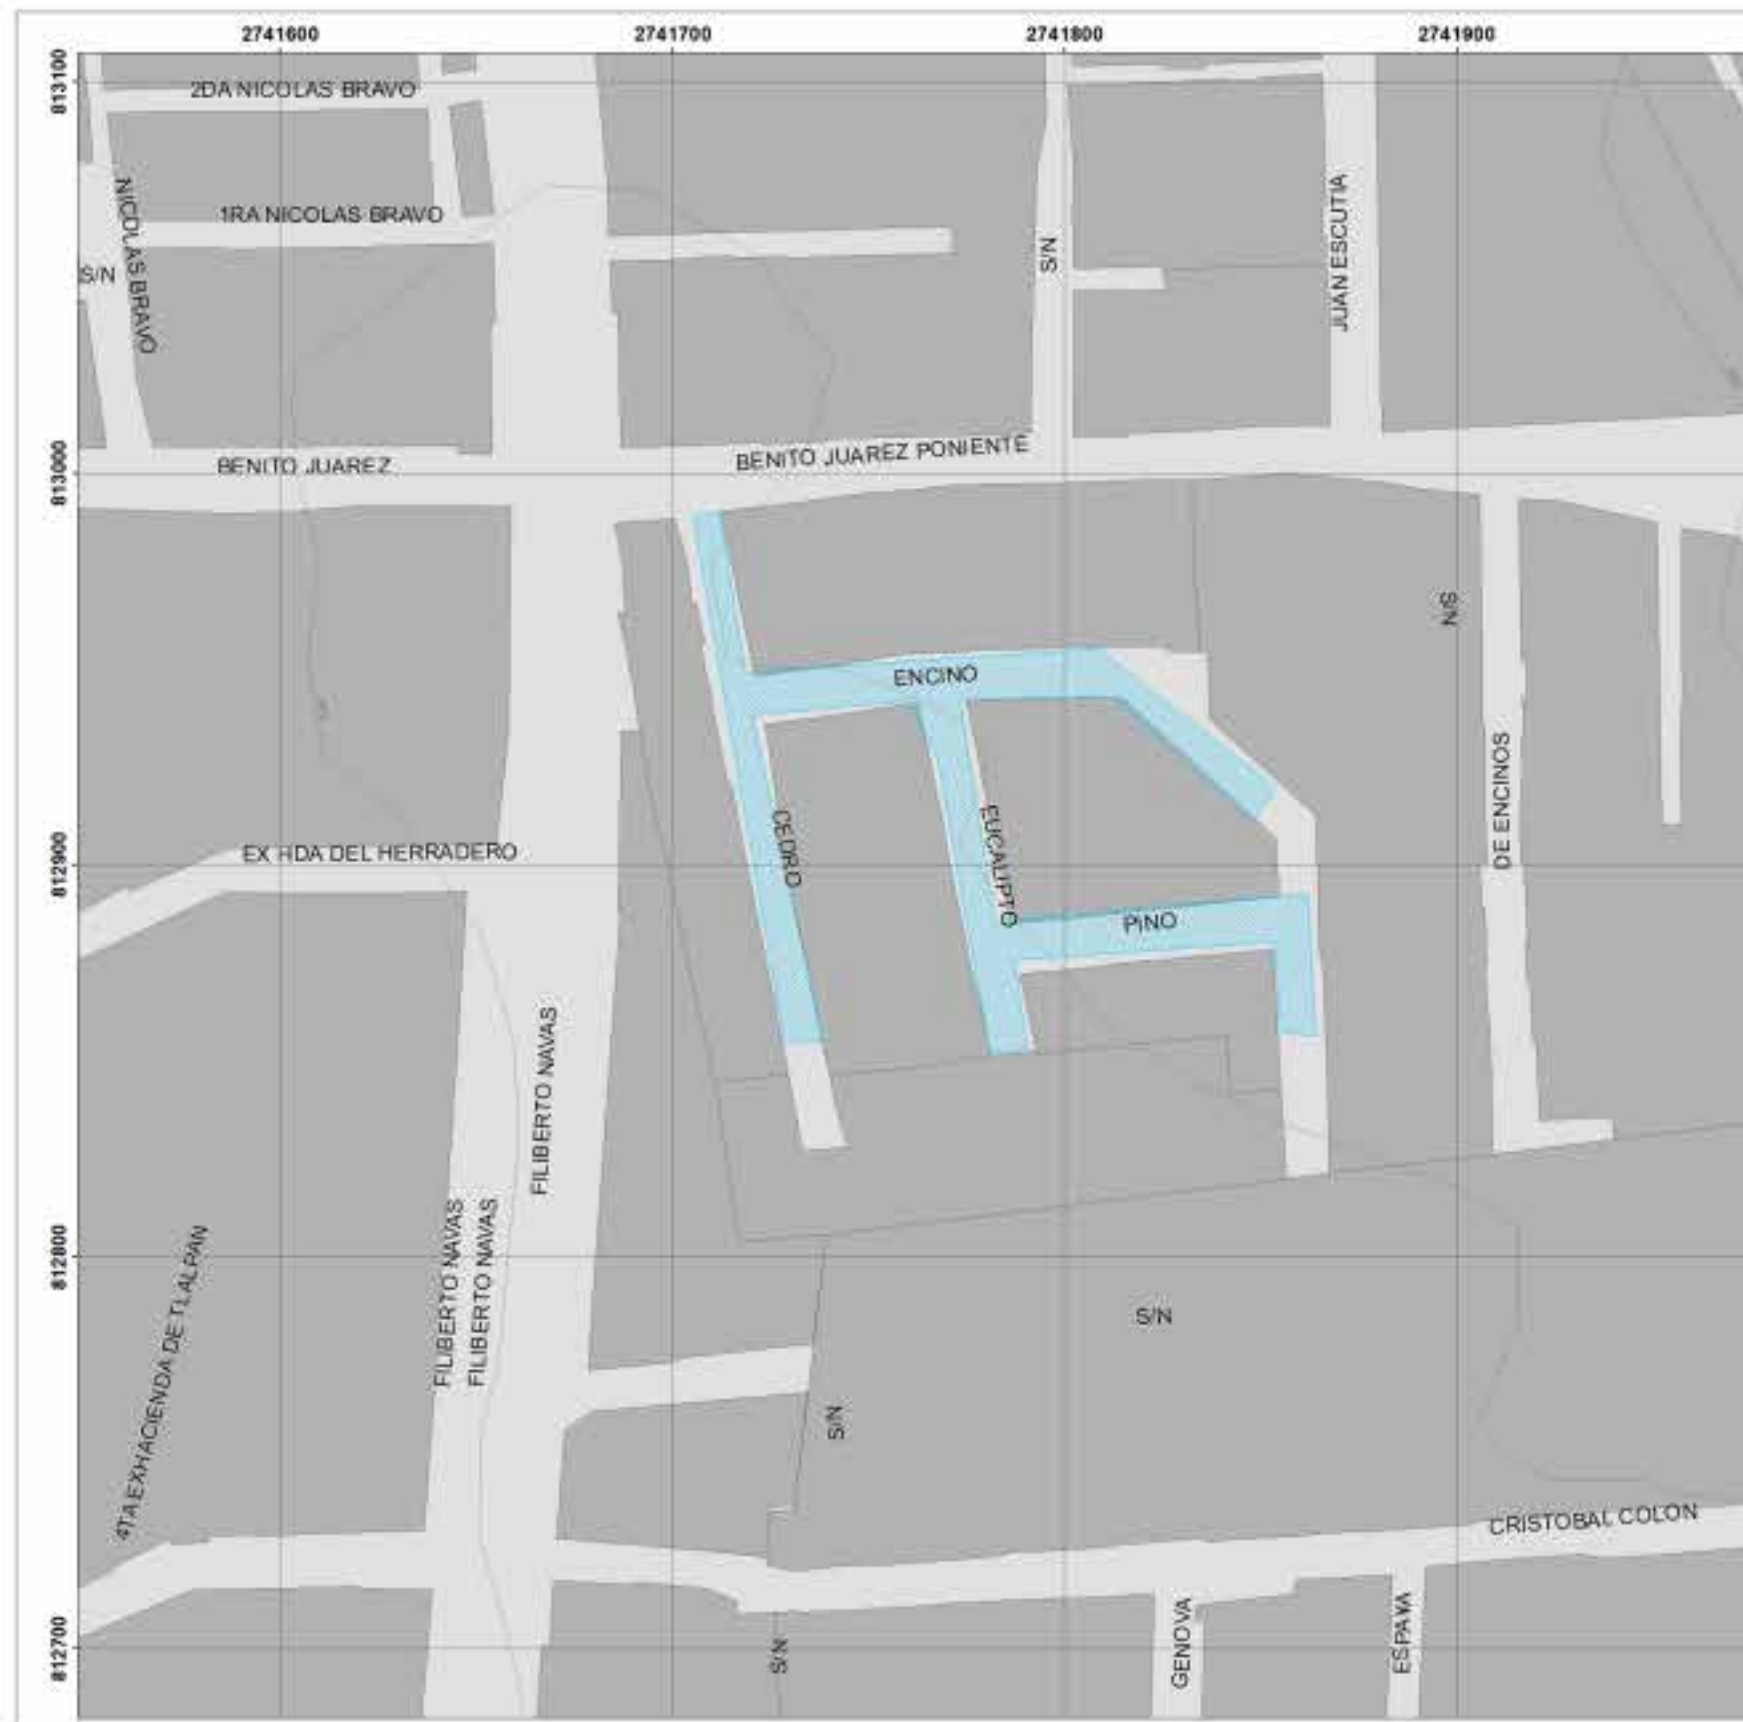 2741600 2741700 2741800 2741900
813100
2DA NICOLAS BRAVO
NICOLAS BRAVO
1RA NICOLAS BRAVO
S/N
S/N
JUAN ESCUTIA
813000
BENITO JUAREZ
BENITO JUAREZ PONIENTE
S/N
ENCINO
DE ENCINOS
CEDRO
EUCALIPTO
812900
EX HDA DEL HERRADERO
PINO
FILIBERTO NAVAS
812800
FILIBERTO NAVAS
FILIBERTO NAVAS
4TA EXHACIENDA DE TLALPAN
S/N
S/N
CRISTOBAL COLON
812700
S/N
GENOVA
ESPAÑA